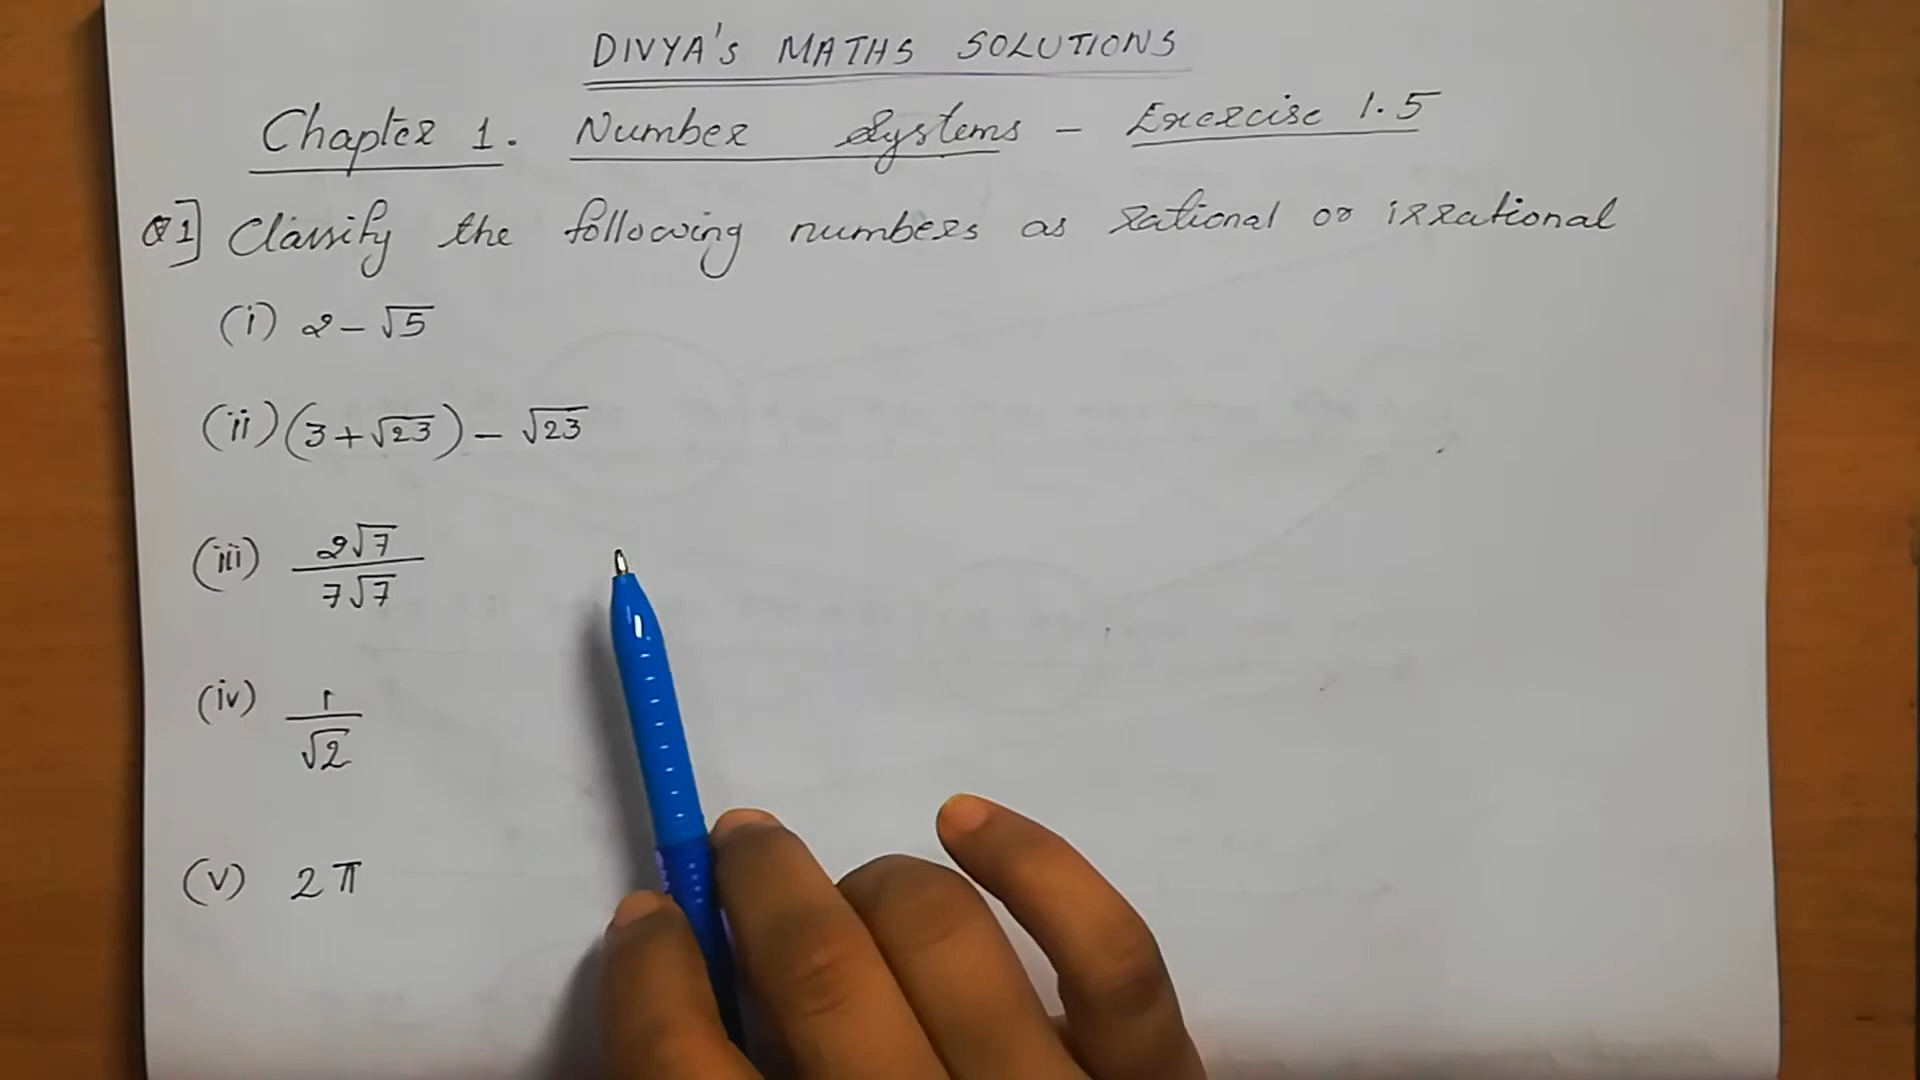 DIVYA's MATHS SOLUTIONS
Chapter 1. Number Systems - Exercise 1.5
Q1] Classify the following numbers as rational or irrational
(i) 2 - √5
(ii) (3 + √23) - √23
(iii) 2√7 / 7√7
(iv) 1 / √2
(v) 2π